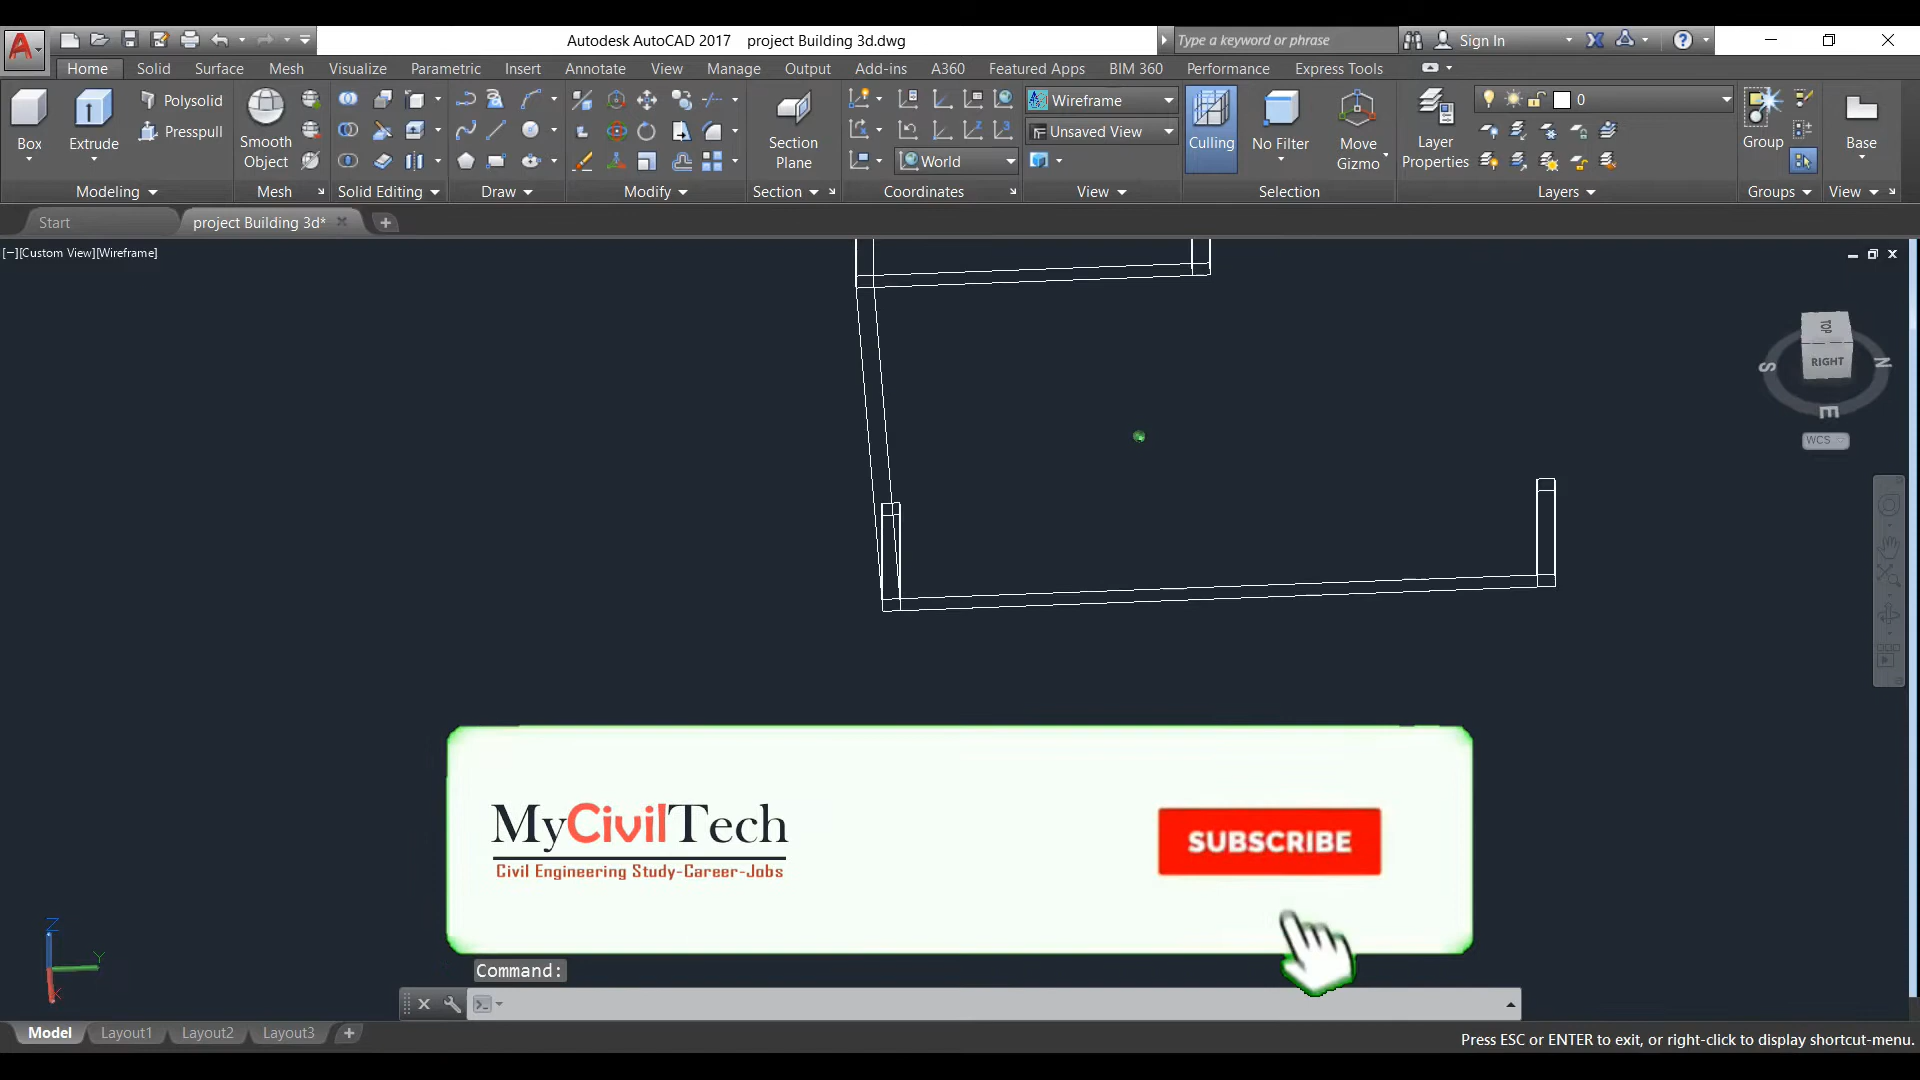 Autodesk AutoCAD 2017 project Building 3d.dwg
Type a keyword or phrase
Sign In
Home Solid Surface Mesh Visualize Parametric Insert Annotate View Manage Output Add-ins A360 Featured Apps BIM 360 Performance Express Tools
Polysolid
Wireframe
0
Box
Extrude
Presspull
Smooth
Object
Section
Plane
Unsaved View
World
Culling
No Filter
Move
Gizmo
Layer
Properties
Group
Base
Modeling
Mesh
Solid Editing
Draw
Modify
Section
Coordinates
View
Selection
Layers
Groups
View
Start
project Building 3d*
[−][Custom View][Wireframe]
TOP
RIGHT
S
N
E
WCS
MyCivilTech
Civil Engineering Study-Career-Jobs
SUBSCRIBE
Z
Y
X
Command:
Model Layout1 Layout2 Layout3
Press ESC or ENTER to exit, or right-click to display shortcut-menu.